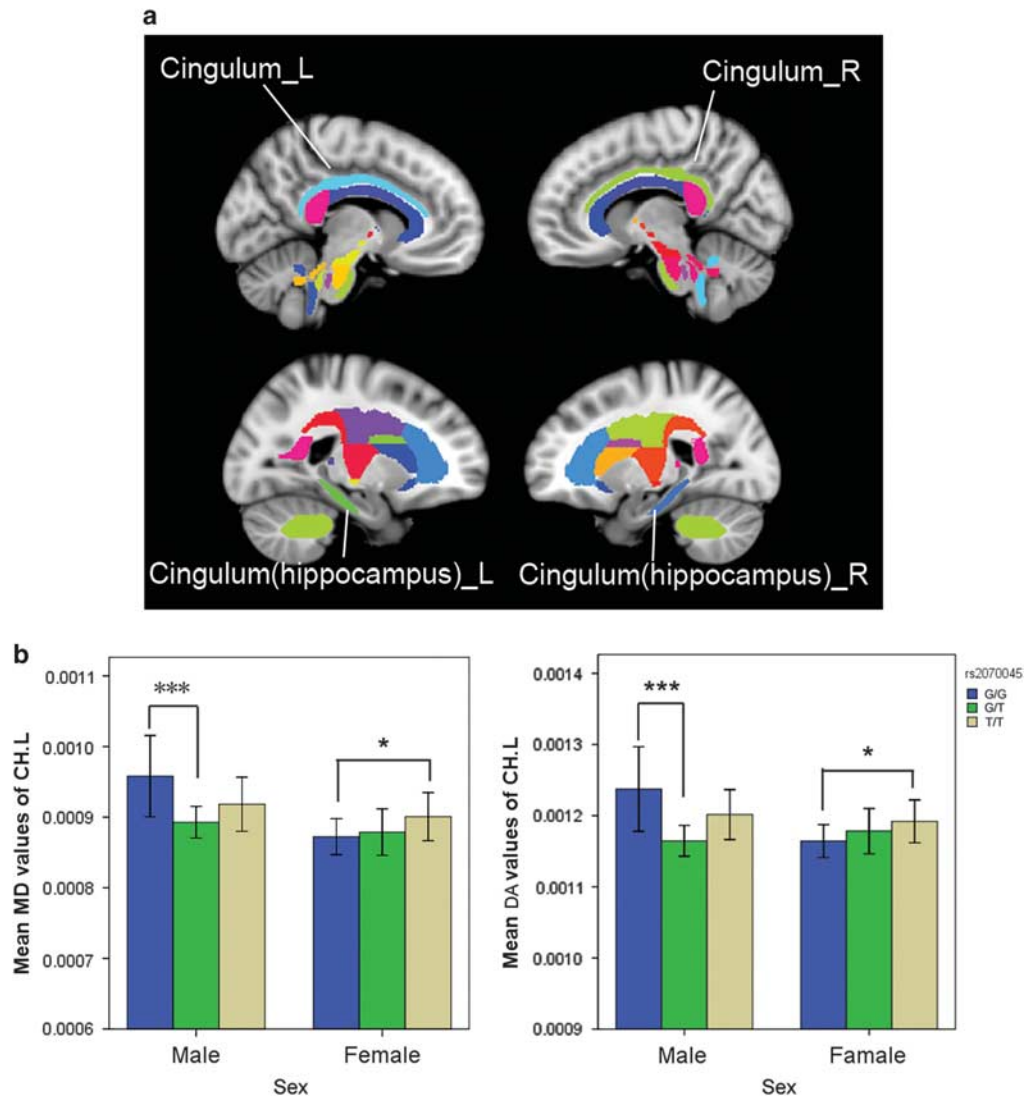 a
Cingulum_L
Cingulum_R
Cingulum(hippocampus)_L
Cingulum(hippocampus)_R
b
Mean MD values of CH.L
0.0011
0.0010
0.0009
0.0008
0.0007
0.0006
***
*
Male
Female
Sex
Mean DA values of CH.L
0.0014
0.0013
0.0012
0.0011
0.0010
0.0009
***
*
Male
Famale
Sex
rs2070045
G/G
G/T
T/T